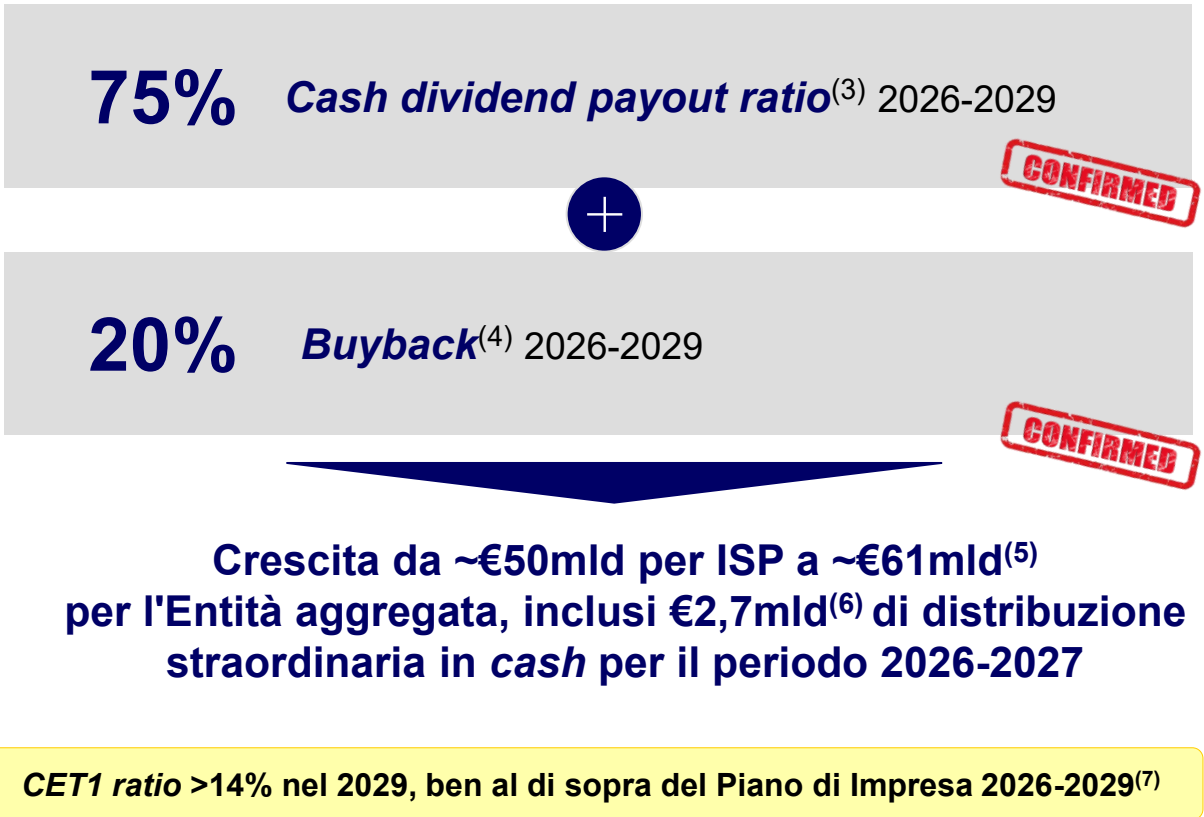 75% Cash dividend payout ratio(3) 2026-2029
CONFIRMED
+
20% Buyback(4) 2026-2029
CONFIRMED
Crescita da ~€50mld per ISP a ~€61mld(5)
per l'Entità aggregata, inclusi €2,7mld(6) di distribuzione
straordinaria in cash per il periodo 2026-2027
CET1 ratio >14% nel 2029, ben al di sopra del Piano di Impresa 2026-2029(7)